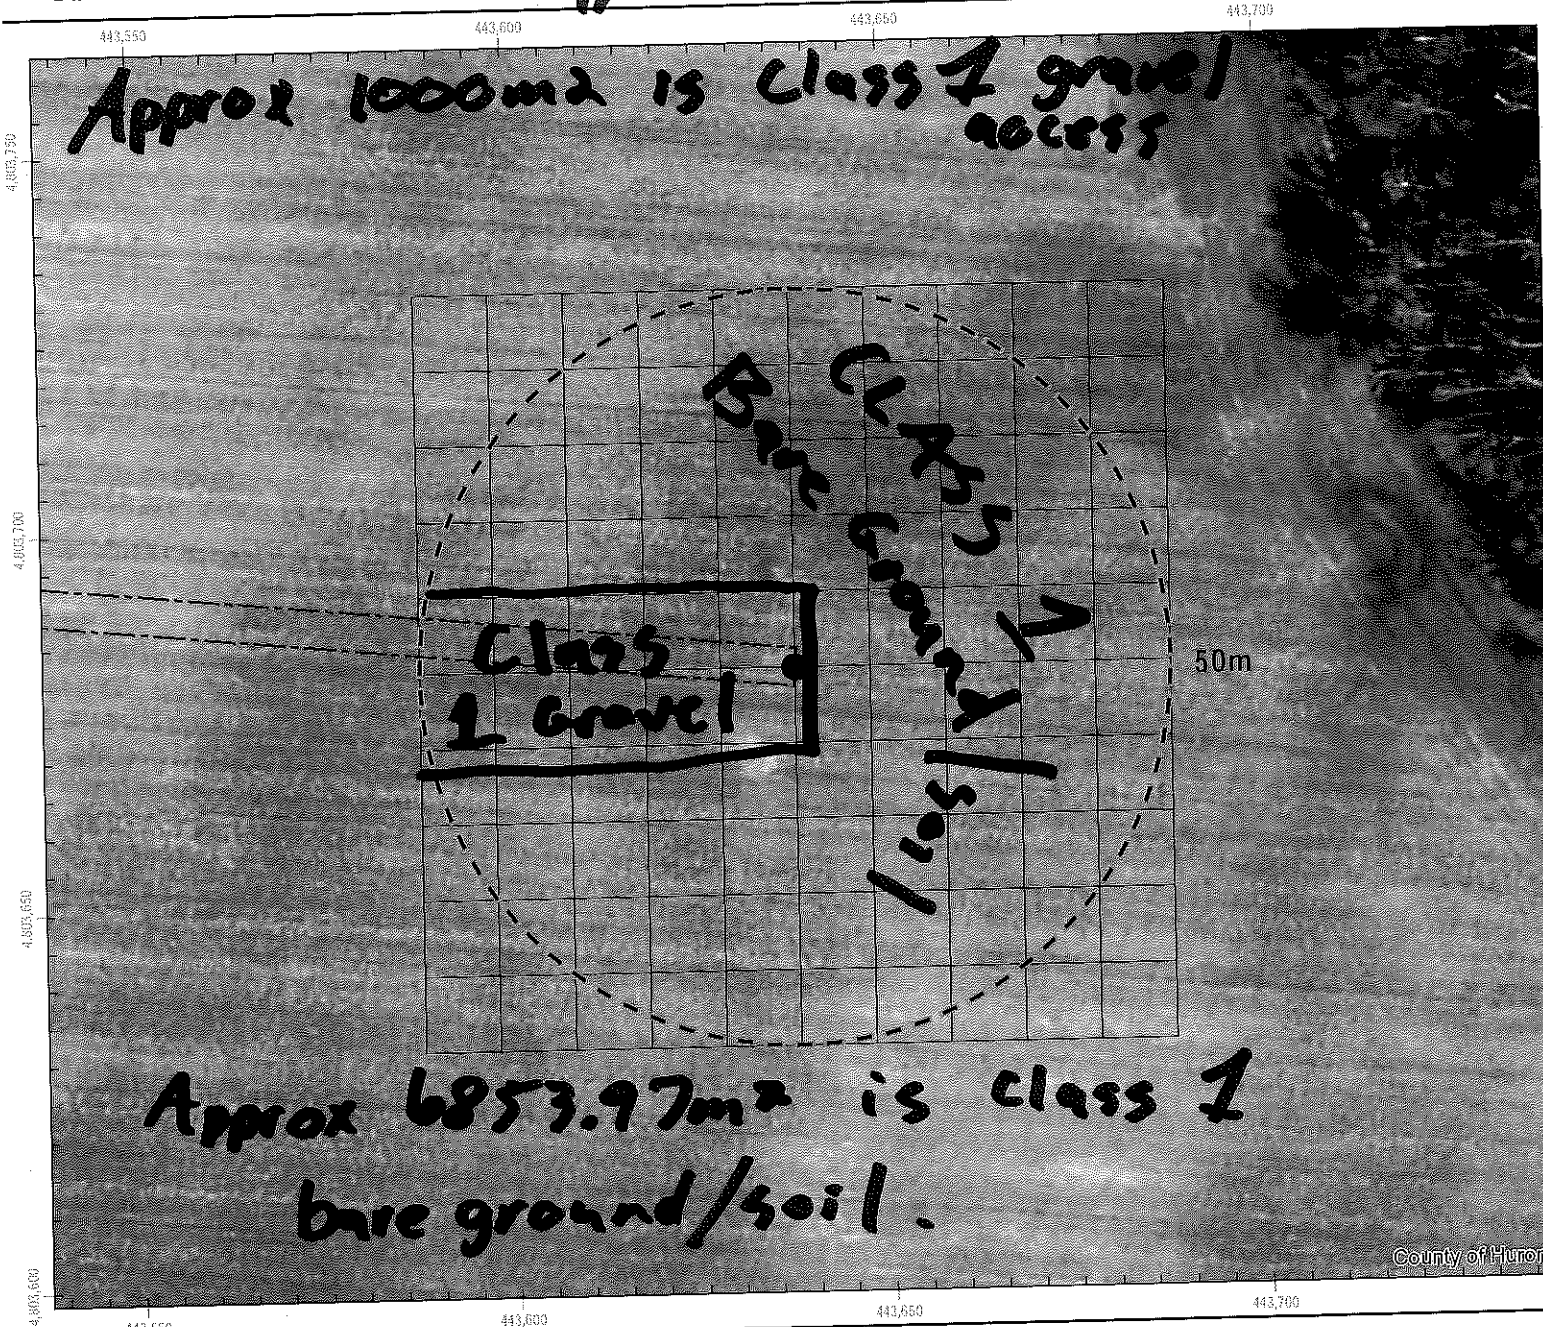 443,550 443,600 443,650 443,700
Approx 1000m2 is Class 1 gravel
access
4,803,750
4,803,700
4,803,650
4,803,600
Class 1
Bare Ground/
soil
Class
1 Gravel
50m
Approx 6853.97m2 is class 1
bare ground/soil.
County of Huron
443,600 443,650 443,700